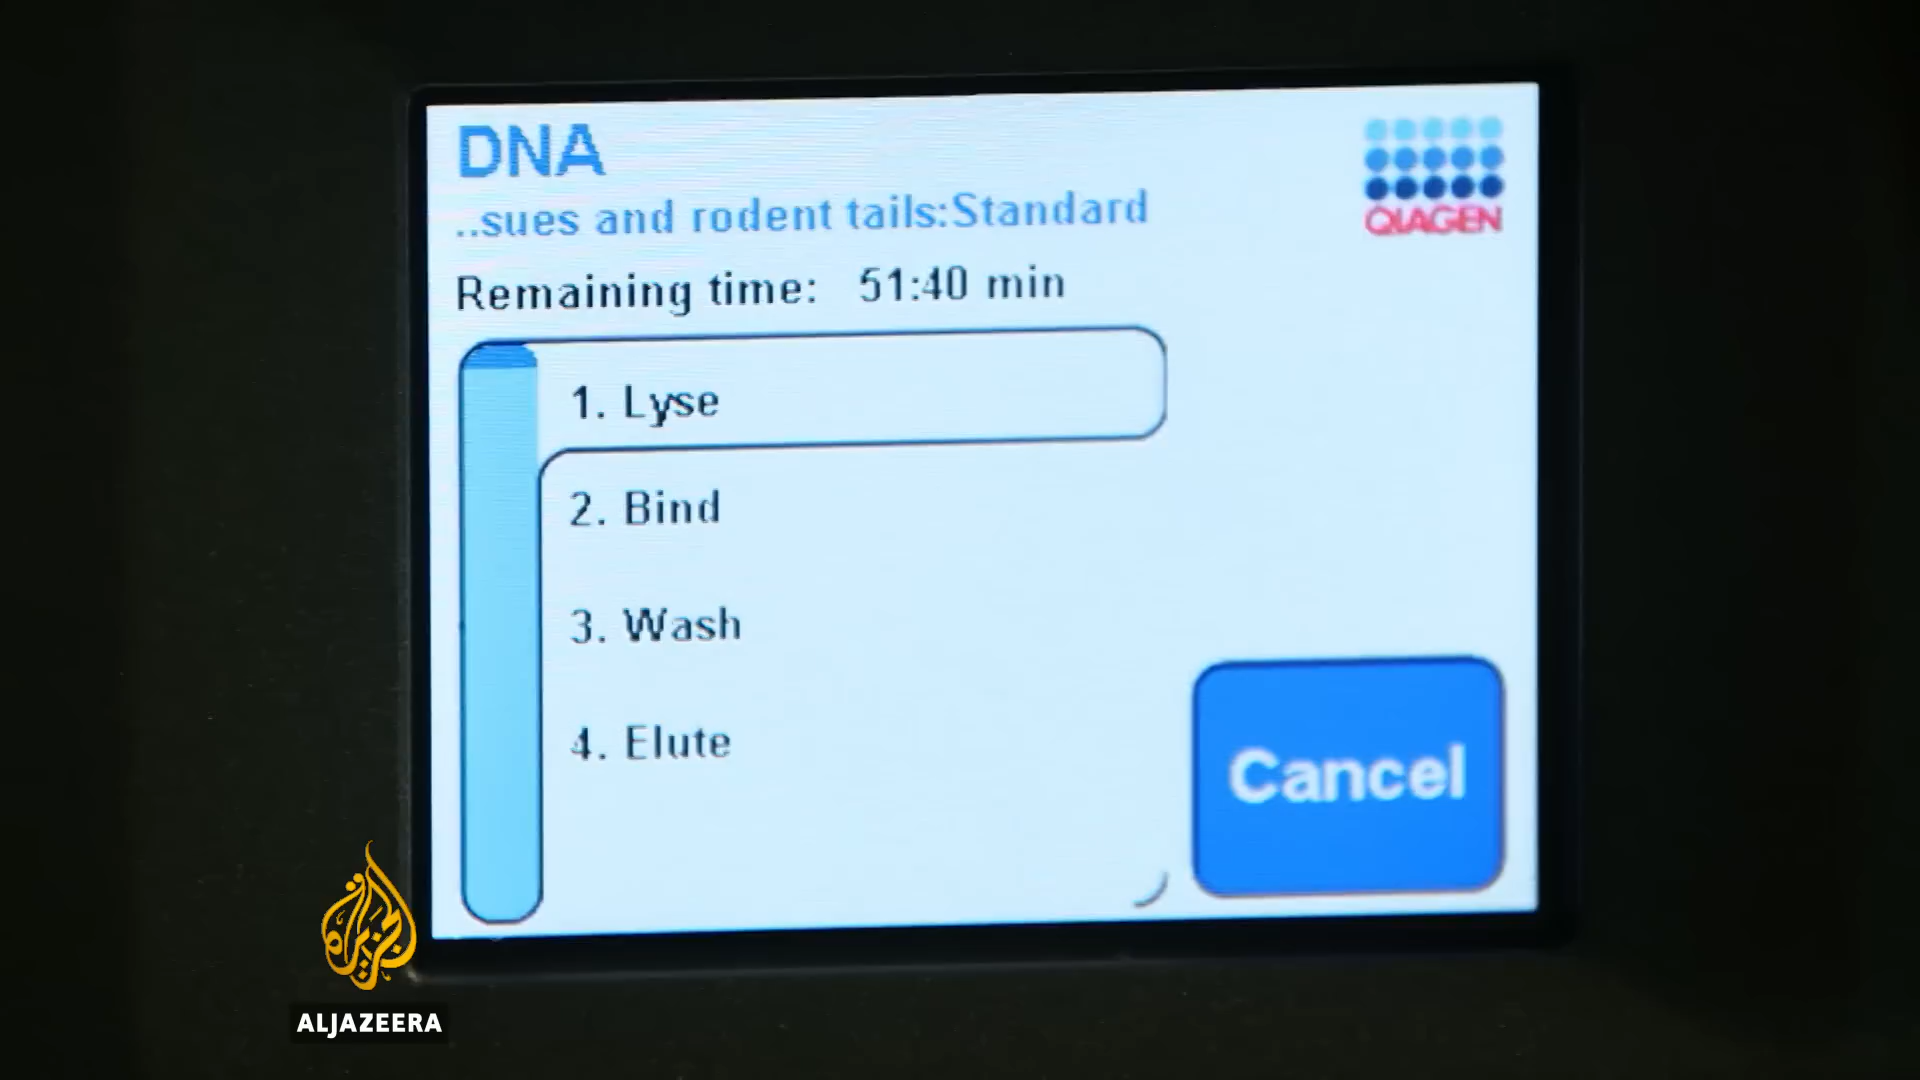 DNA
..sues and rodent tails:Standard
QIAGEN
Remaining time: 51:40 min
1. Lyse
2. Bind
3. Wash
4. Elute
Cancel
الجزيرة
ALJAZEERA